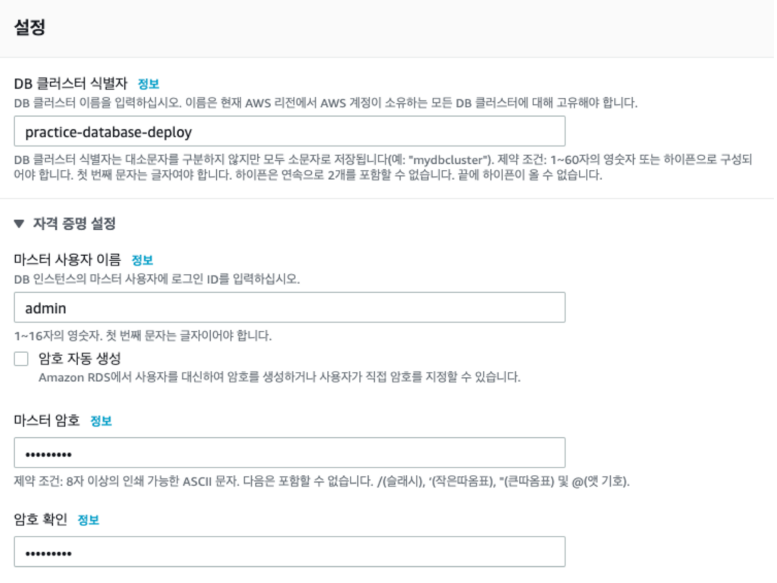 설정
DB 클러스터 식별자 정보
DB 클러스터 이름을 입력하십시오. 이름은 현재 AWS 리전에서 AWS 계정이 소유하는 모든 DB 클러스터에 대해 고유해야 합니다.
practice-database-deploy
DB 클러스터 식별자는 대소문자를 구분하지 않지만 모두 소문자로 저장됩니다(예: "mydbcluster"). 제약 조건: 1~60자의 영숫자 또는 하이픈으로 구성되
어야 합니다. 첫 번째 문자는 글자여야 합니다. 하이픈은 연속으로 2개를 포함할 수 없습니다. 끝에 하이픈이 올 수 없습니다.
▼ 자격 증명 설정
마스터 사용자 이름 정보
DB 인스턴스의 마스터 사용자에 로그인 ID를 입력하십시오.
admin
1~16자의 영숫자. 첫 번째 문자는 글자이어야 합니다.
암호 자동 생성
Amazon RDS에서 사용자를 대신하여 암호를 생성하거나 사용자가 직접 암호를 지정할 수 있습니다.
마스터 암호 정보
•••••••••
제약 조건: 8자 이상의 인쇄 가능한 ASCII 문자. 다음은 포함할 수 없습니다. /(슬래시), '(작은따옴표), "(큰따옴표) 및 @(앳 기호).
암호 확인 정보
•••••••••